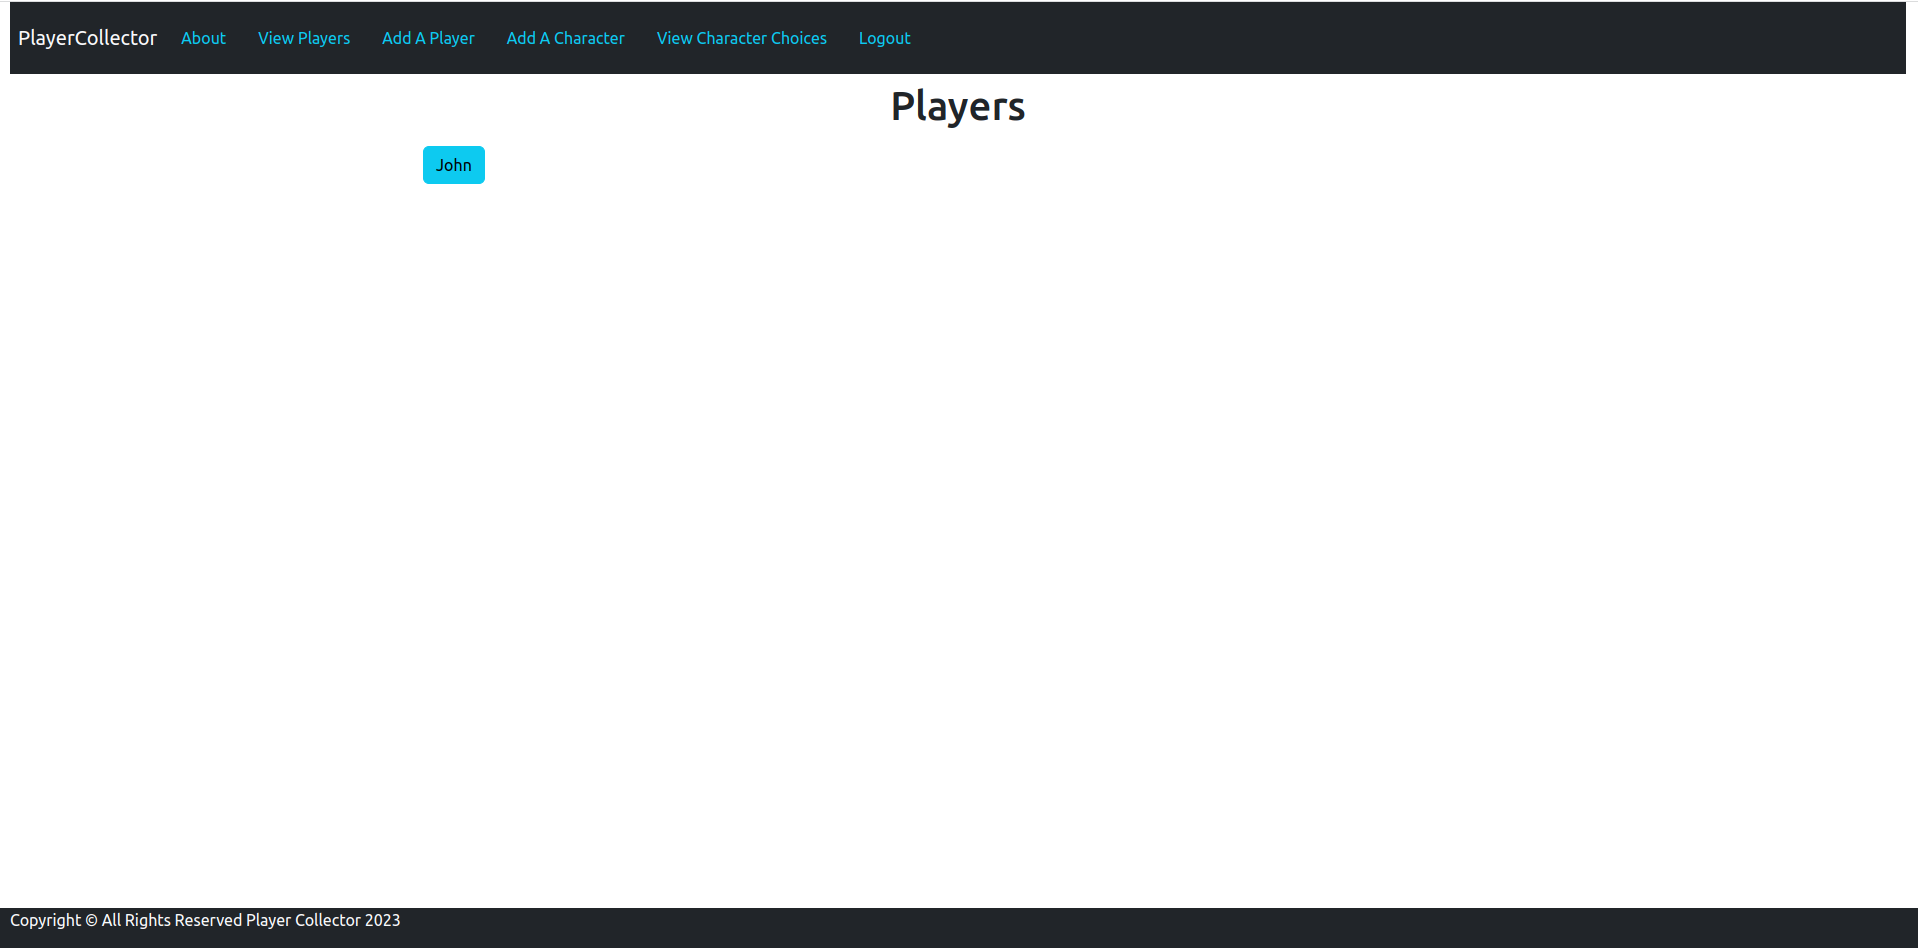 PlayerCollector About View Players Add A Player Add A Character View Character Choices Logout
Players
John
Copyright © All Rights Reserved Player Collector 2023